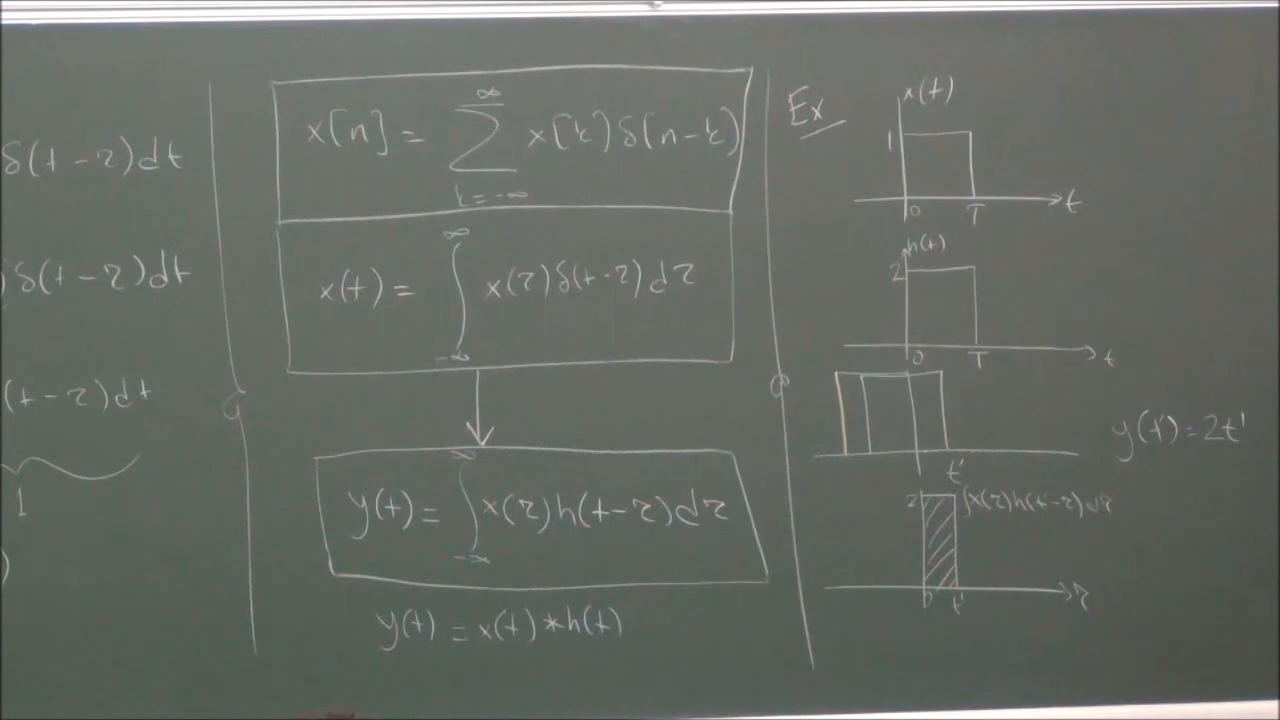 δ(t-τ)dt
)δ(t-τ)dt
(t-τ)dt
1
)
x[n] = ∞ ∑ k=-∞ x[k]δ[n-k]
x(t) = ∞ ∫ -∞ x(τ)δ(t-τ)dτ
y(t) = ∞ ∫ -∞ x(τ)h(t-τ)dτ
y(t) = x(t)*h(t)
Ex
x(t)
1
0 T t
h(t)
2
0 T t
t'
y(t') = 2t'
2 ∫x(τ)h(t'-τ)dτ
0 t' τ